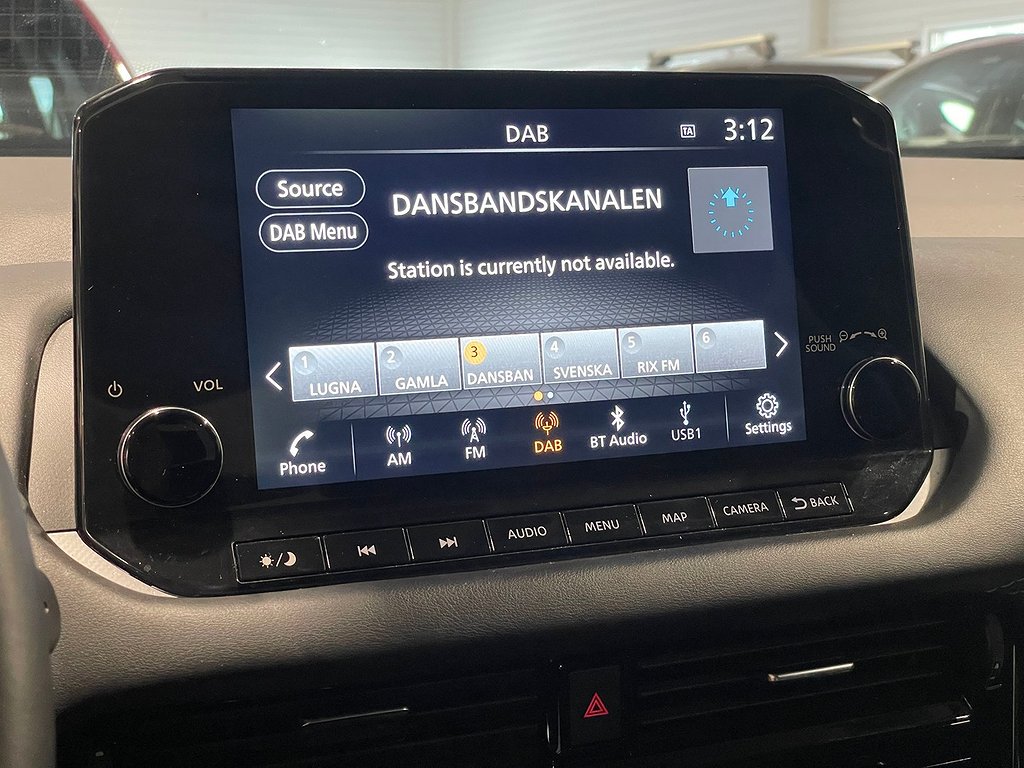 DAB
TA
3:12
Source
DANSBANDSKANALEN
DAB Menu
Station is currently not available.
1 LUGNA
2 GAMLA
3 DANSBAN
4 SVENSKA
5 RIX FM
6
Phone
AM
FM
DAB
BT Audio
USB1
Settings
VOL
PUSH
SOUND
AUDIO
MENU
MAP
CAMERA
BACK